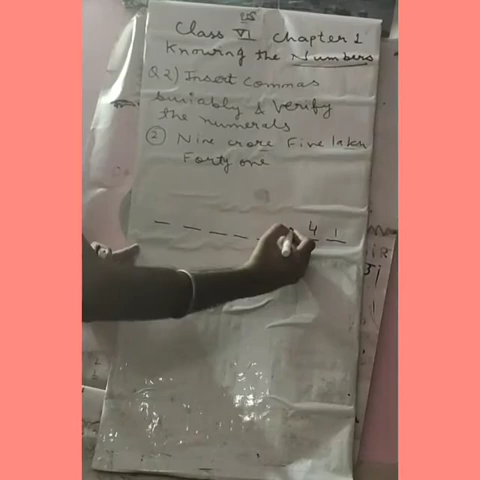 Class VI Chapter 1
Knowing the Numbers
Q2) Insert Commas
Suiably & Verify
the numerals
② Nine crore Five lakh
Forty one
4 1